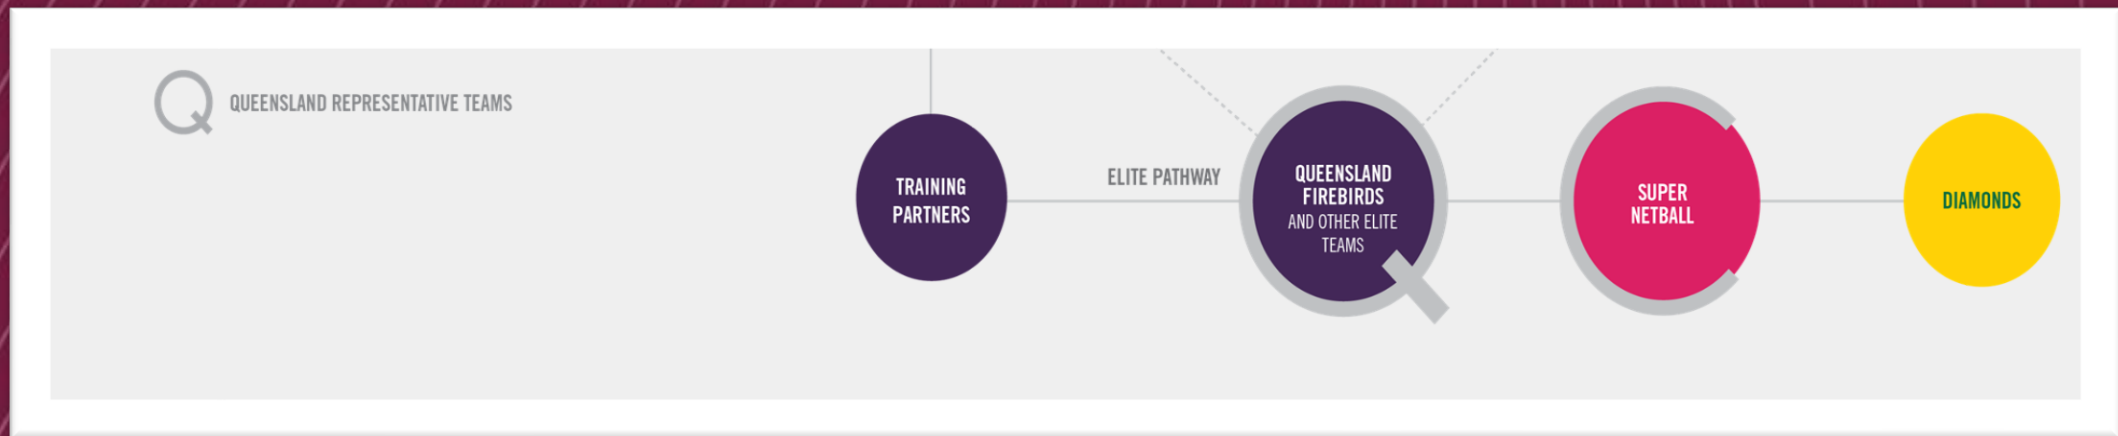 QUEENSLAND REPRESENTATIVE TEAMS
TRAINING
PARTNERS
ELITE PATHWAY
QUEENSLAND
FIREBIRDS
AND OTHER ELITE
TEAMS
SUPER
NETBALL
DIAMONDS